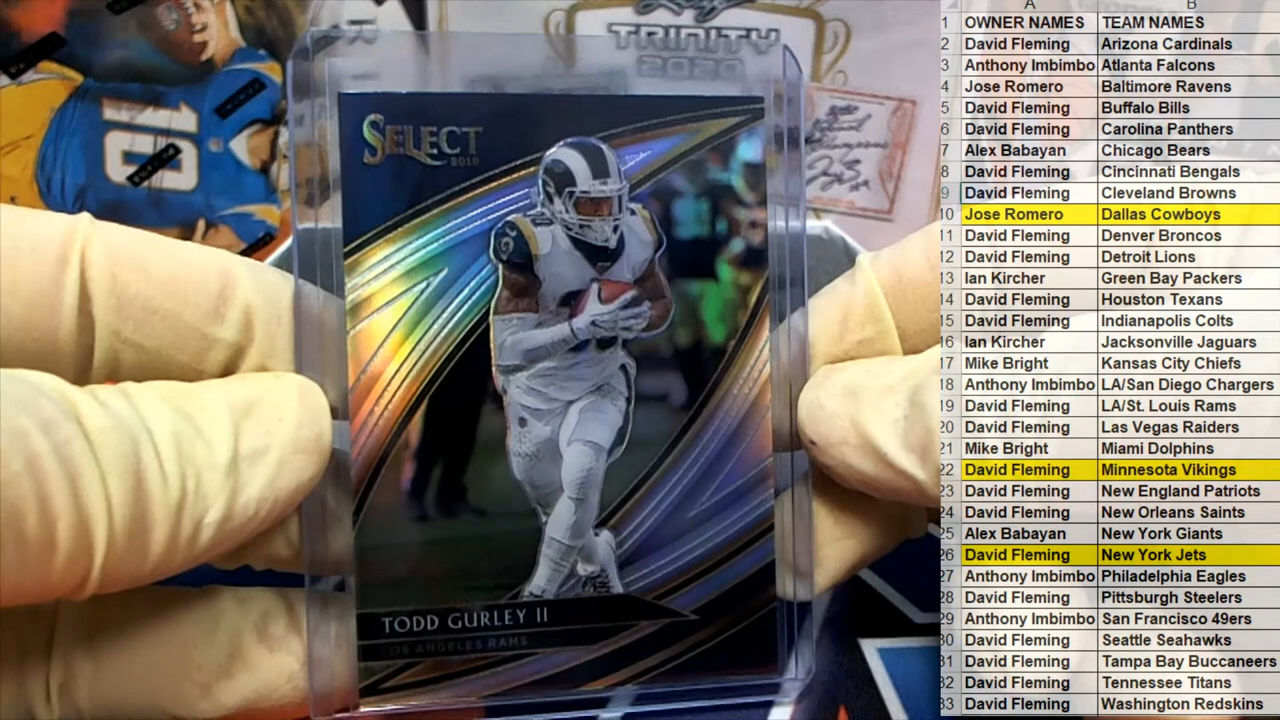 TRINITY
2020
10
SELECT
2018
TODD GURLEY II
LOS ANGELES RAMS
A B
1 OWNER NAMES TEAM NAMES
2 David Fleming Arizona Cardinals
3 Anthony Imbimbo Atlanta Falcons
4 Jose Romero Baltimore Ravens
5 David Fleming Buffalo Bills
6 David Fleming Carolina Panthers
7 Alex Babayan Chicago Bears
8 David Fleming Cincinnati Bengals
9 David Fleming Cleveland Browns
10 Jose Romero Dallas Cowboys
11 David Fleming Denver Broncos
12 David Fleming Detroit Lions
13 Ian Kircher Green Bay Packers
14 David Fleming Houston Texans
15 David Fleming Indianapolis Colts
16 Ian Kircher Jacksonville Jaguars
17 Mike Bright Kansas City Chiefs
18 Anthony Imbimbo LA/San Diego Chargers
19 David Fleming LA/St. Louis Rams
20 David Fleming Las Vegas Raiders
21 Mike Bright Miami Dolphins
22 David Fleming Minnesota Vikings
23 David Fleming New England Patriots
24 David Fleming New Orleans Saints
25 Alex Babayan New York Giants
26 David Fleming New York Jets
27 Anthony Imbimbo Philadelphia Eagles
28 David Fleming Pittsburgh Steelers
29 Anthony Imbimbo San Francisco 49ers
30 David Fleming Seattle Seahawks
31 David Fleming Tampa Bay Buccaneers
32 David Fleming Tennessee Titans
33 David Fleming Washington Redskins